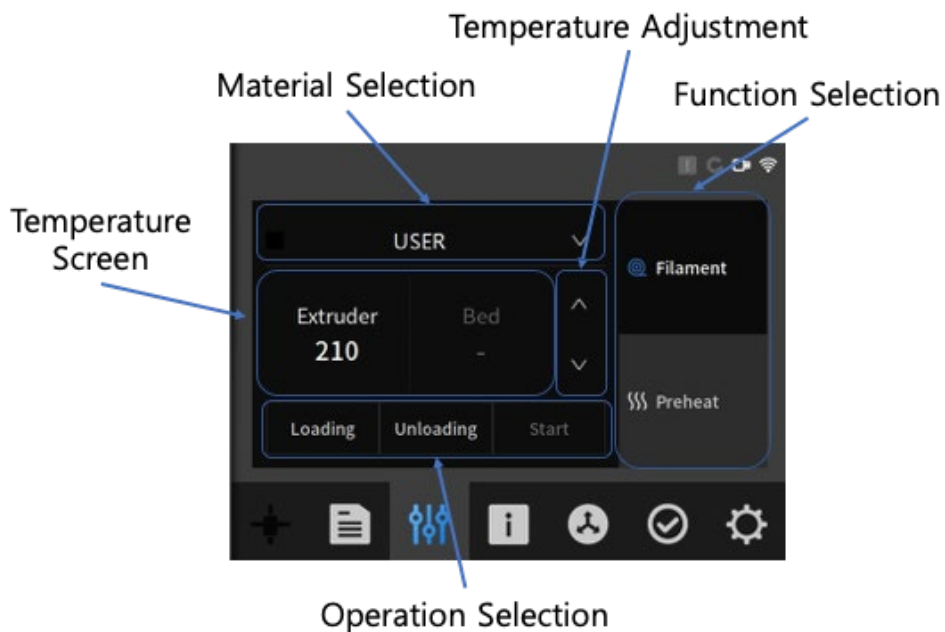 Temperature Adjustment
Material Selection
Function Selection
Temperature
Screen
USER
Filament
Extruder
Bed
210
-
Preheat
Loading
Unloading
Start
Operation Selection